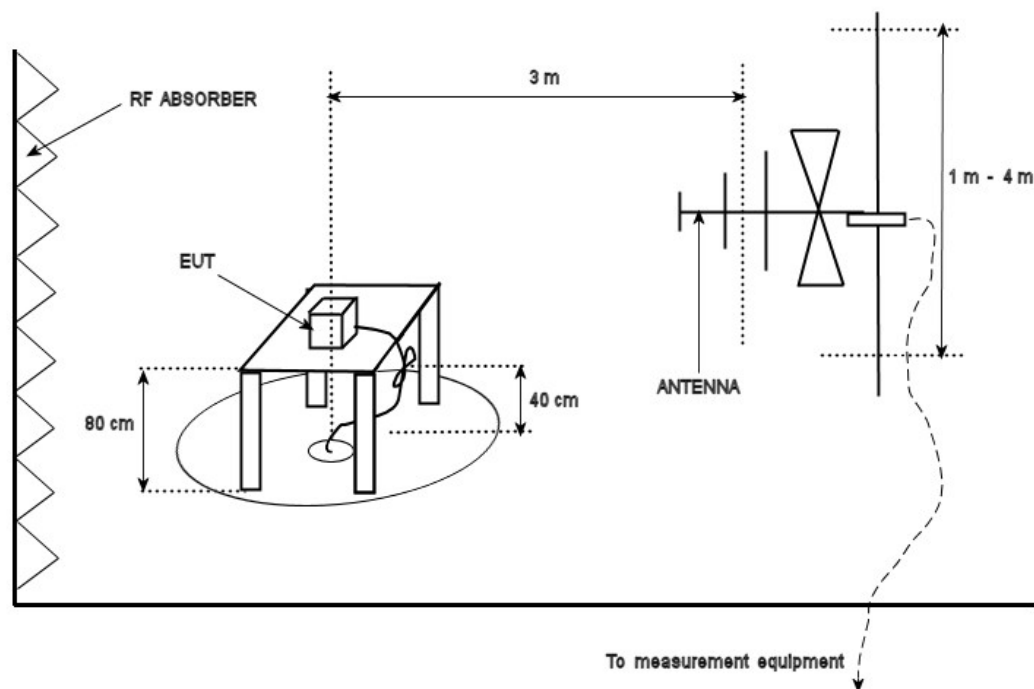 3 m
RF ABSORBER
1 m - 4 m
EUT
ANTENNA
40 cm
80 cm
To measurement equipment